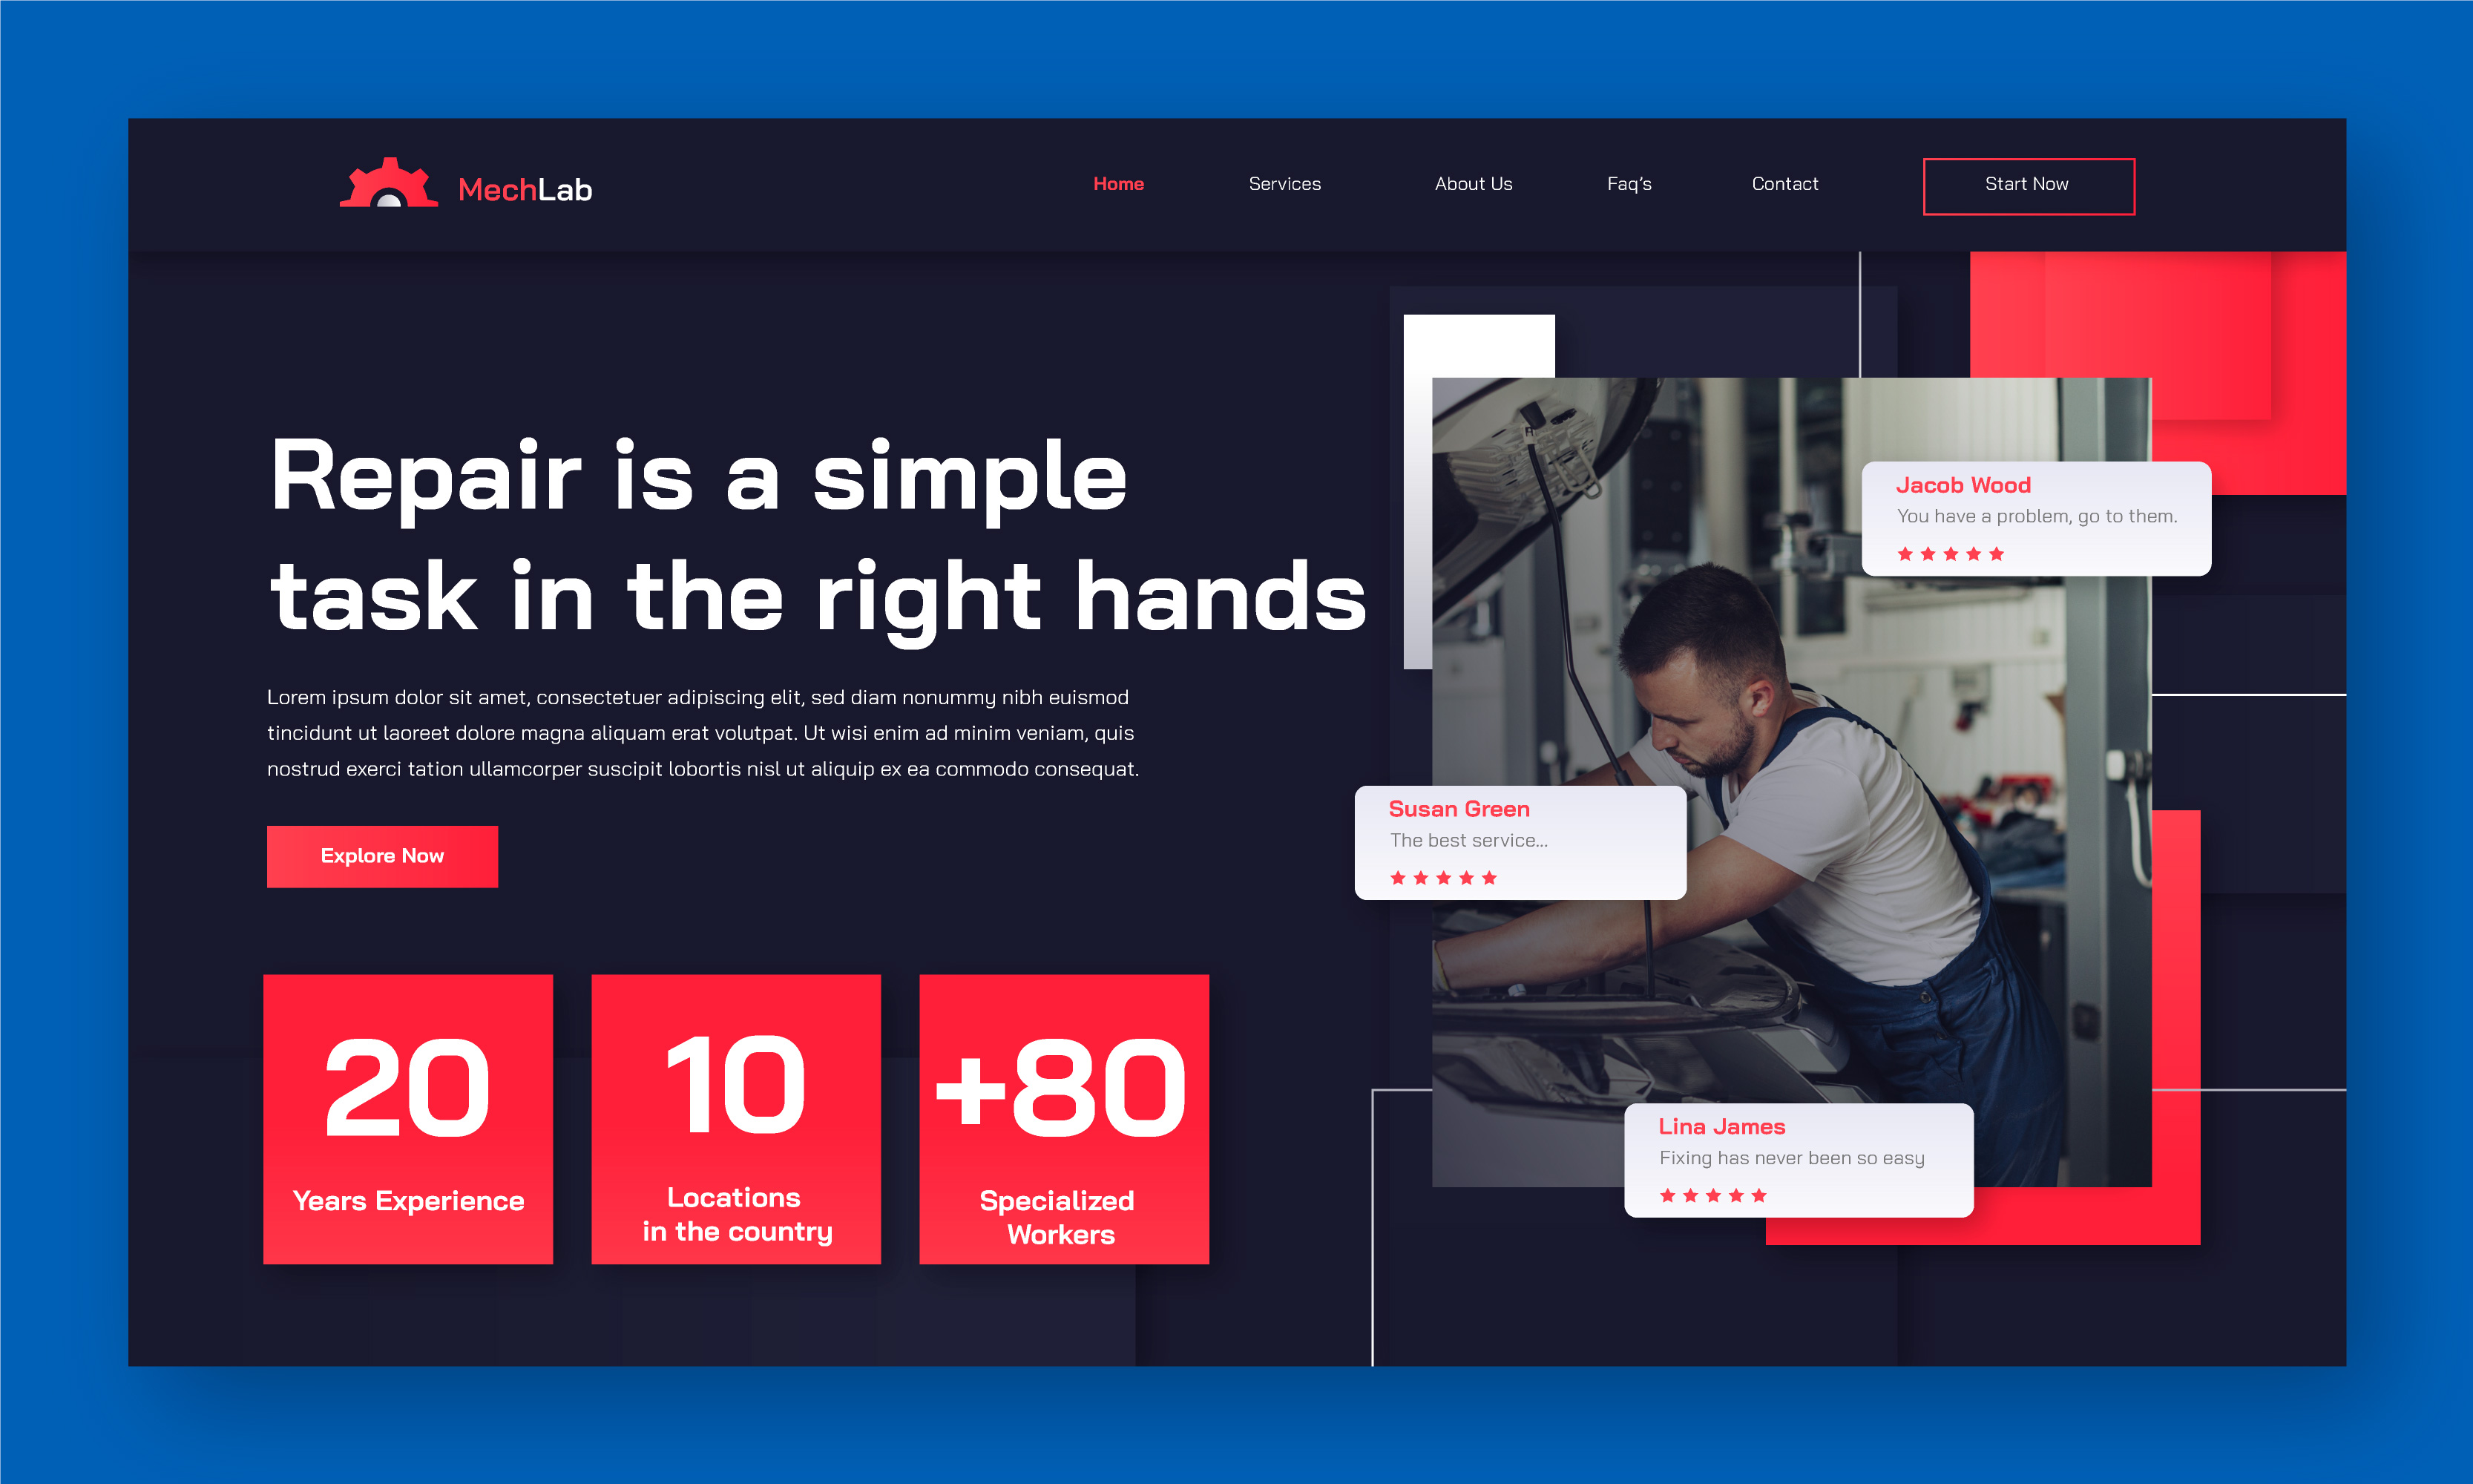 MechLab
Home
Services
About Us
Faq's
Contact
Start Now
Repair is a simple
task in the right hands
Lorem ipsum dolor sit amet, consectetuer adipiscing elit, sed diam nonummy nibh euismod
tincidunt ut laoreet dolore magna aliquam erat volutpat. Ut wisi enim ad minim veniam, quis
nostrud exerci tation ullamcorper suscipit lobortis nisl ut aliquip ex ea commodo consequat.
Explore Now
20
Years Experience
10
Locations
in the country
+80
Specialized
Workers
Jacob Wood
You have a problem, go to them.
Susan Green
The best service...
Lina James
Fixing has never been so easy